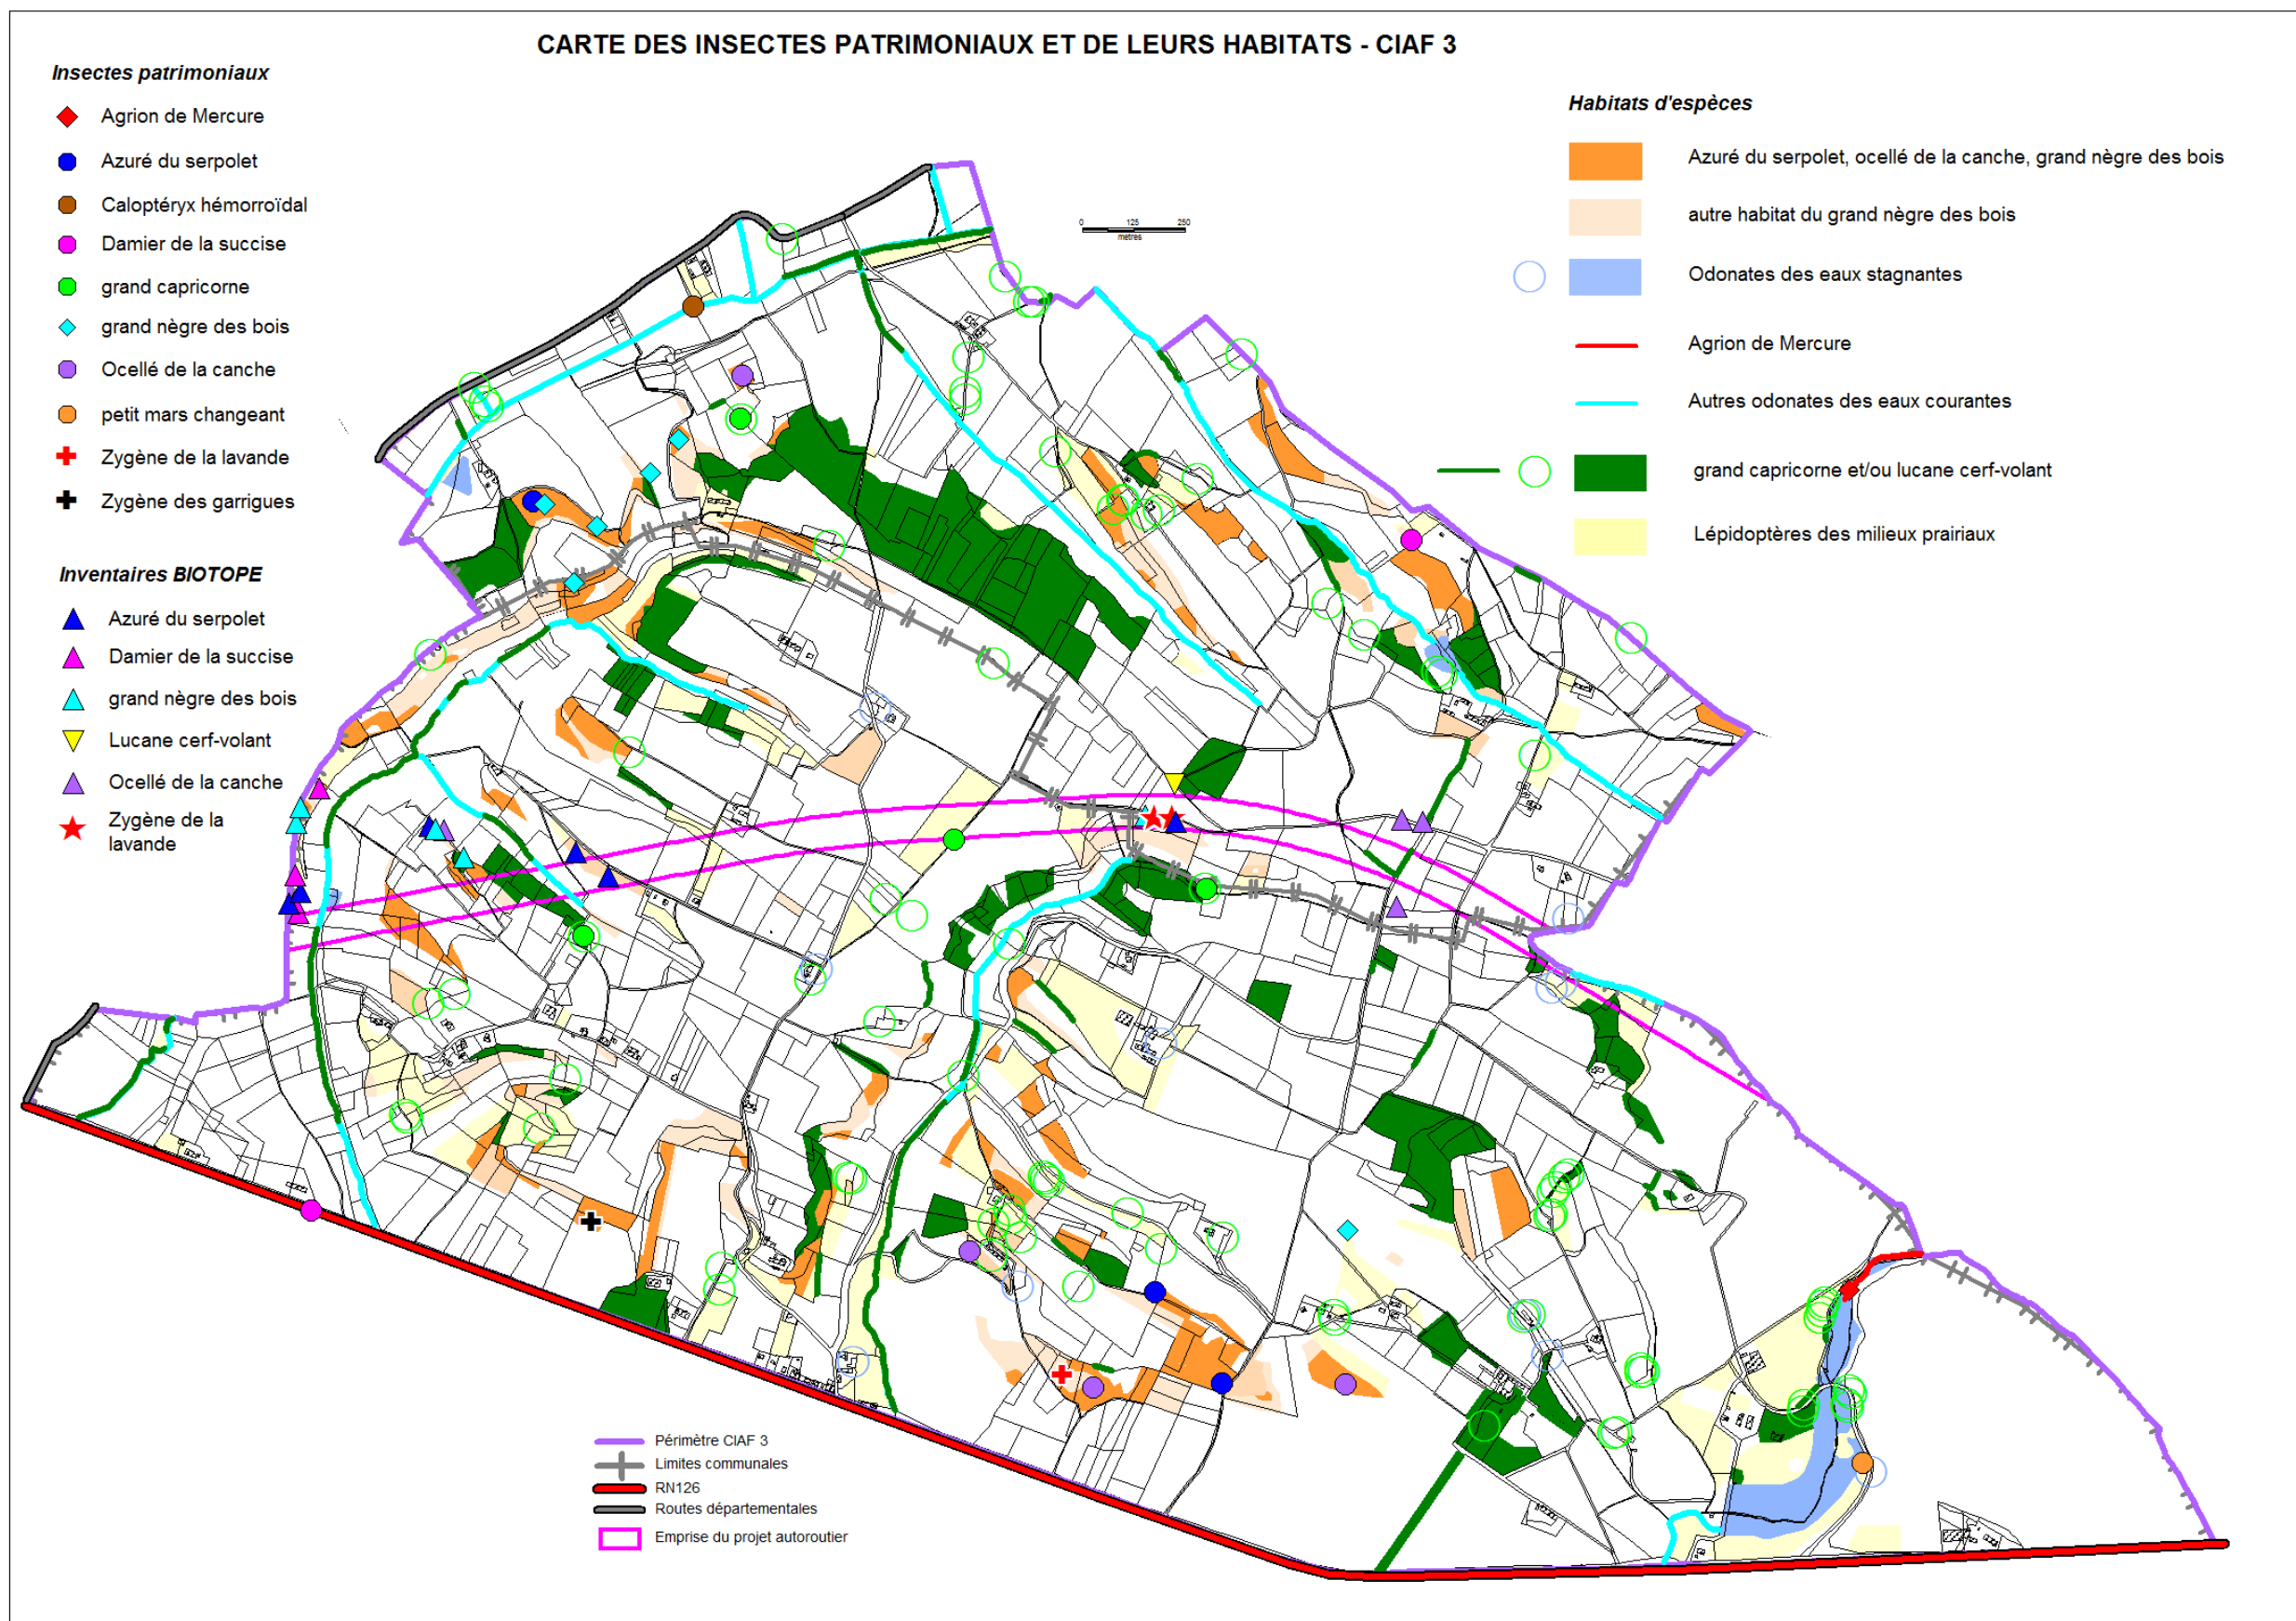 CARTE DES INSECTES PATRIMONIAUX ET DE LEURS HABITATS - CIAF 3
Insectes patrimoniaux
Agrion de Mercure
Azuré du serpolet
Caloptéryx hémorroïdal
Damier de la succise
grand capricorne
grand nègre des bois
Ocellé de la canche
petit mars changeant
Zygène de la lavande
Zygène des garrigues
Inventaires BIOTOPE
Azuré du serpolet
Damier de la succise
grand nègre des bois
Lucane cerf-volant
Ocellé de la canche
Zygène de la
lavande
0 125 250
metres
Habitats d'espèces
Azuré du serpolet, ocellé de la canche, grand nègre des bois
autre habitat du grand nègre des bois
Odonates des eaux stagnantes
Agrion de Mercure
Autres odonates des eaux courantes
grand capricorne et/ou lucane cerf-volant
Lépidoptères des milieux prairiaux
Périmètre CIAF 3
Limites communales
RN126
Routes départementales
Emprise du projet autoroutier